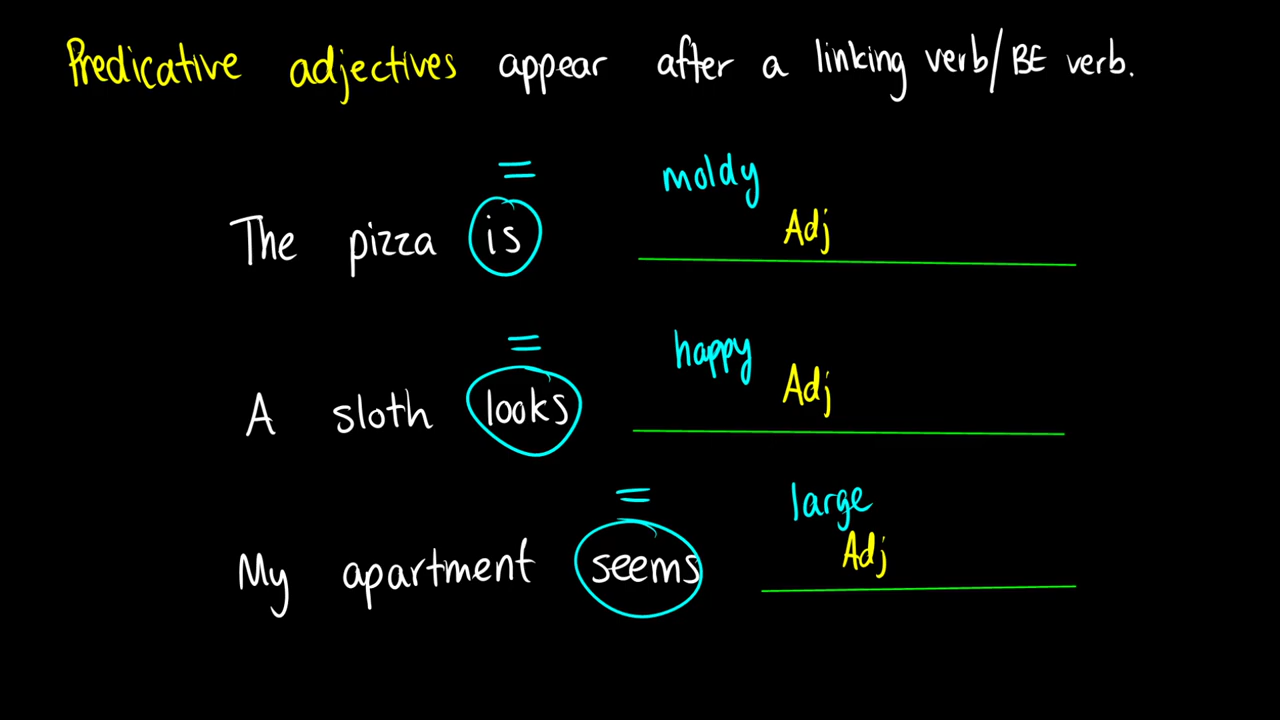 Predicative adjectives appear after a linking verb/BE verb.
= moldy
The pizza is Adj
= happy
A sloth looks Adj
= large
My apartment seems Adj